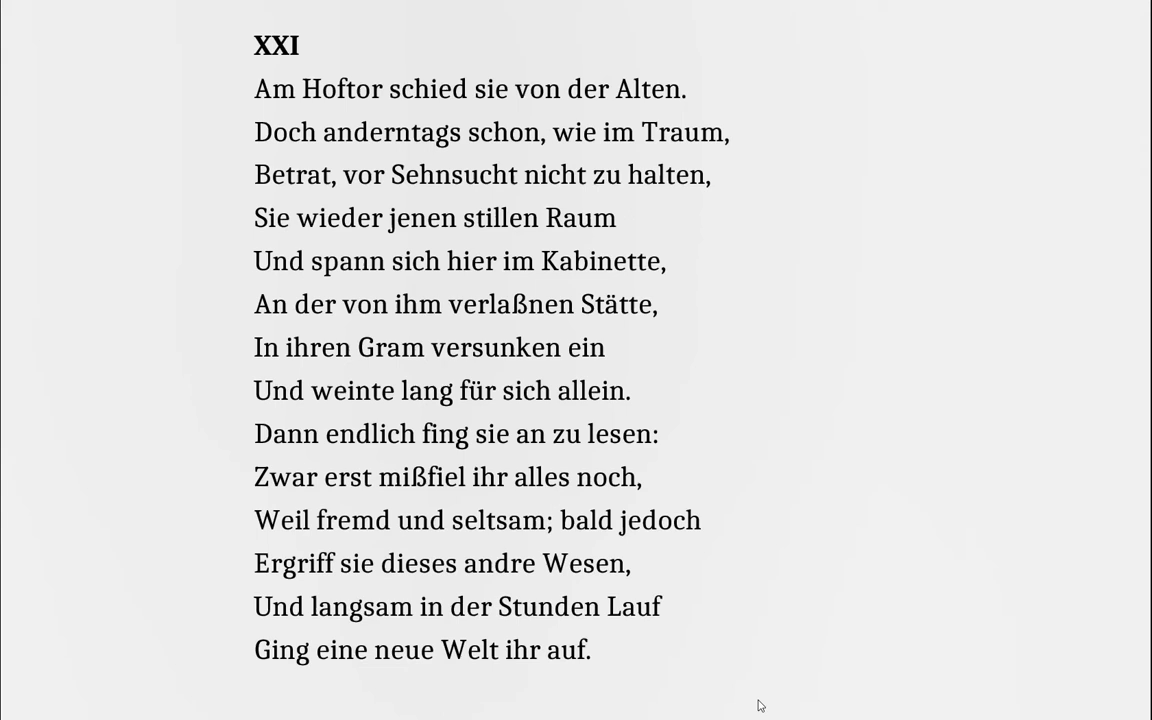 XXI
Am Hoftor schied sie von der Alten.
Doch anderntags schon, wie im Traum,
Betrat, vor Sehnsucht nicht zu halten,
Sie wieder jenen stillen Raum
Und spann sich hier im Kabinette,
An der von ihm verlaßnen Stätte,
In ihren Gram versunken ein
Und weinte lang für sich allein.
Dann endlich fing sie an zu lesen:
Zwar erst mißfiel ihr alles noch,
Weil fremd und seltsam; bald jedoch
Ergriff sie dieses andre Wesen,
Und langsam in der Stunden Lauf
Ging eine neue Welt ihr auf.